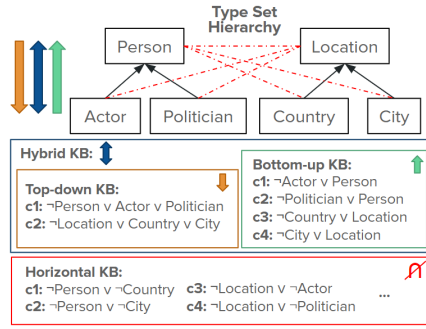 Type Set
Hierarchy
Person
Location
Actor
Politician
Country
City
Hybrid KB:
Top-down KB:
c1: ¬Person v Actor v Politician
c2: ¬Location v Country v City
Bottom-up KB:
c1: ¬Actor v Person
c2: ¬Politician v Person
c3: ¬Country v Location
c4: ¬City v Location
Horizontal KB:
c1: ¬Person v ¬Country
c2: ¬Person v ¬City
c3: ¬Location v ¬Actor
c4: ¬Location v ¬Politician
...